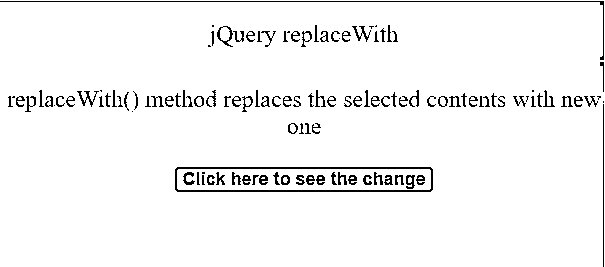 jQuery replaceWith
replaceWith() method replaces the selected contents with new
one
Click here to see the change